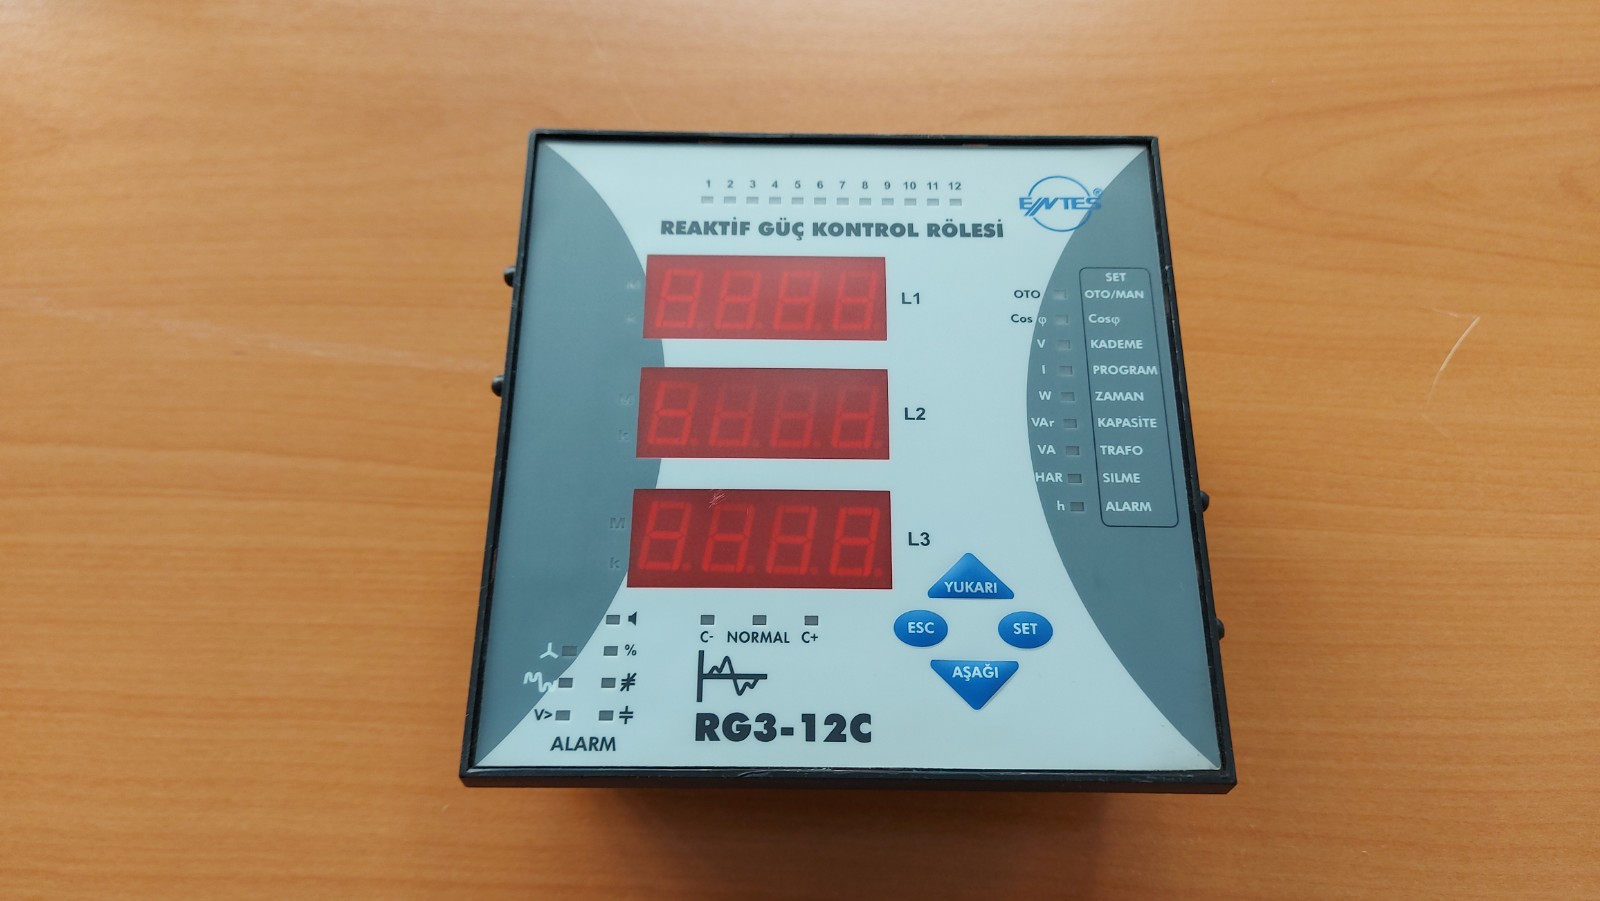 1 2 3 4 5 6 7 8 9 10 11 12
ENTES®
REAKTİF GÜÇ KONTROL RÖLESİ
L1
L2
L3
M
k
k
SET
OTO OTO/MAN
Cos φ Cosφ
V KADEME
I PROGRAM
W ZAMAN
VAr KAPASİTE
VA TRAFO
HAR SILME
h ALARM
YUKARI
ESC SET
AŞAĞI
C- NORMAL C+
%
V>
ALARM
RG3-12C